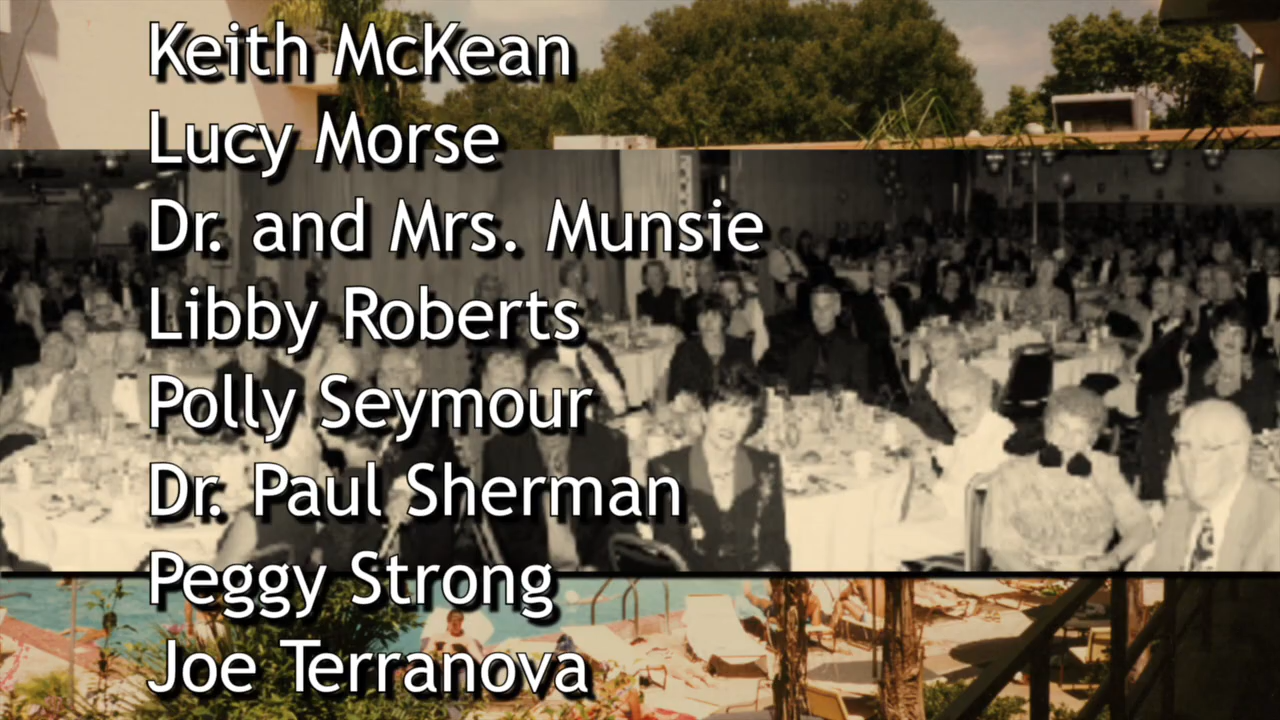 Keith McKean
Lucy Morse
Dr. and Mrs. Munsie
Libby Roberts
Polly Seymour
Dr. Paul Sherman
Peggy Strong
Joe Terranova